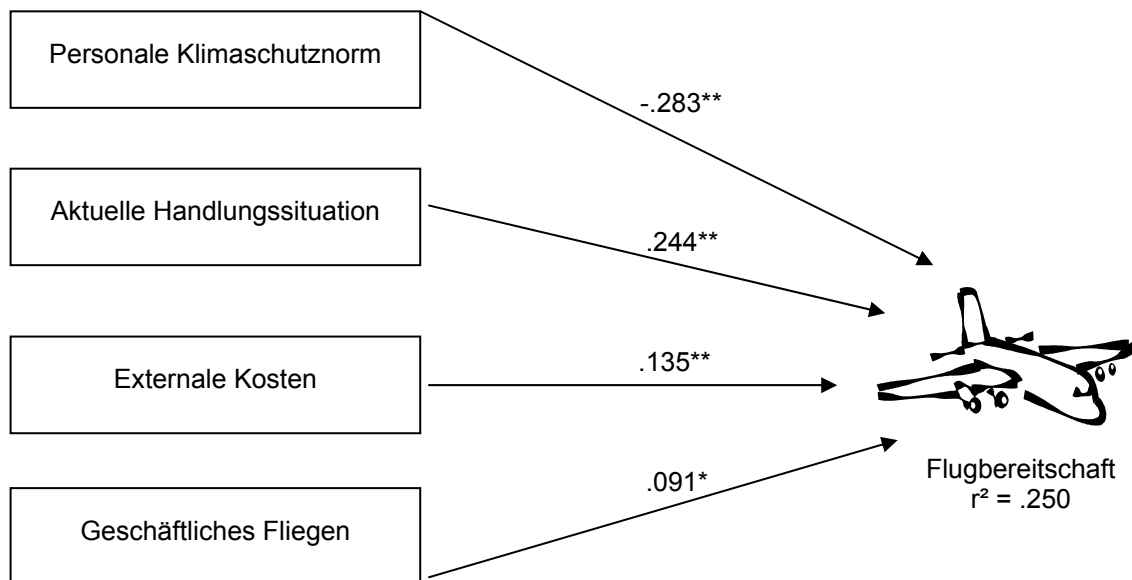 Personale Klimaschutznorm
-.283**
Aktuelle Handlungssituation
.244**
Externale Kosten
.135**
Geschäftliches Fliegen
.091*
Flugbereitschaft
r² = .250